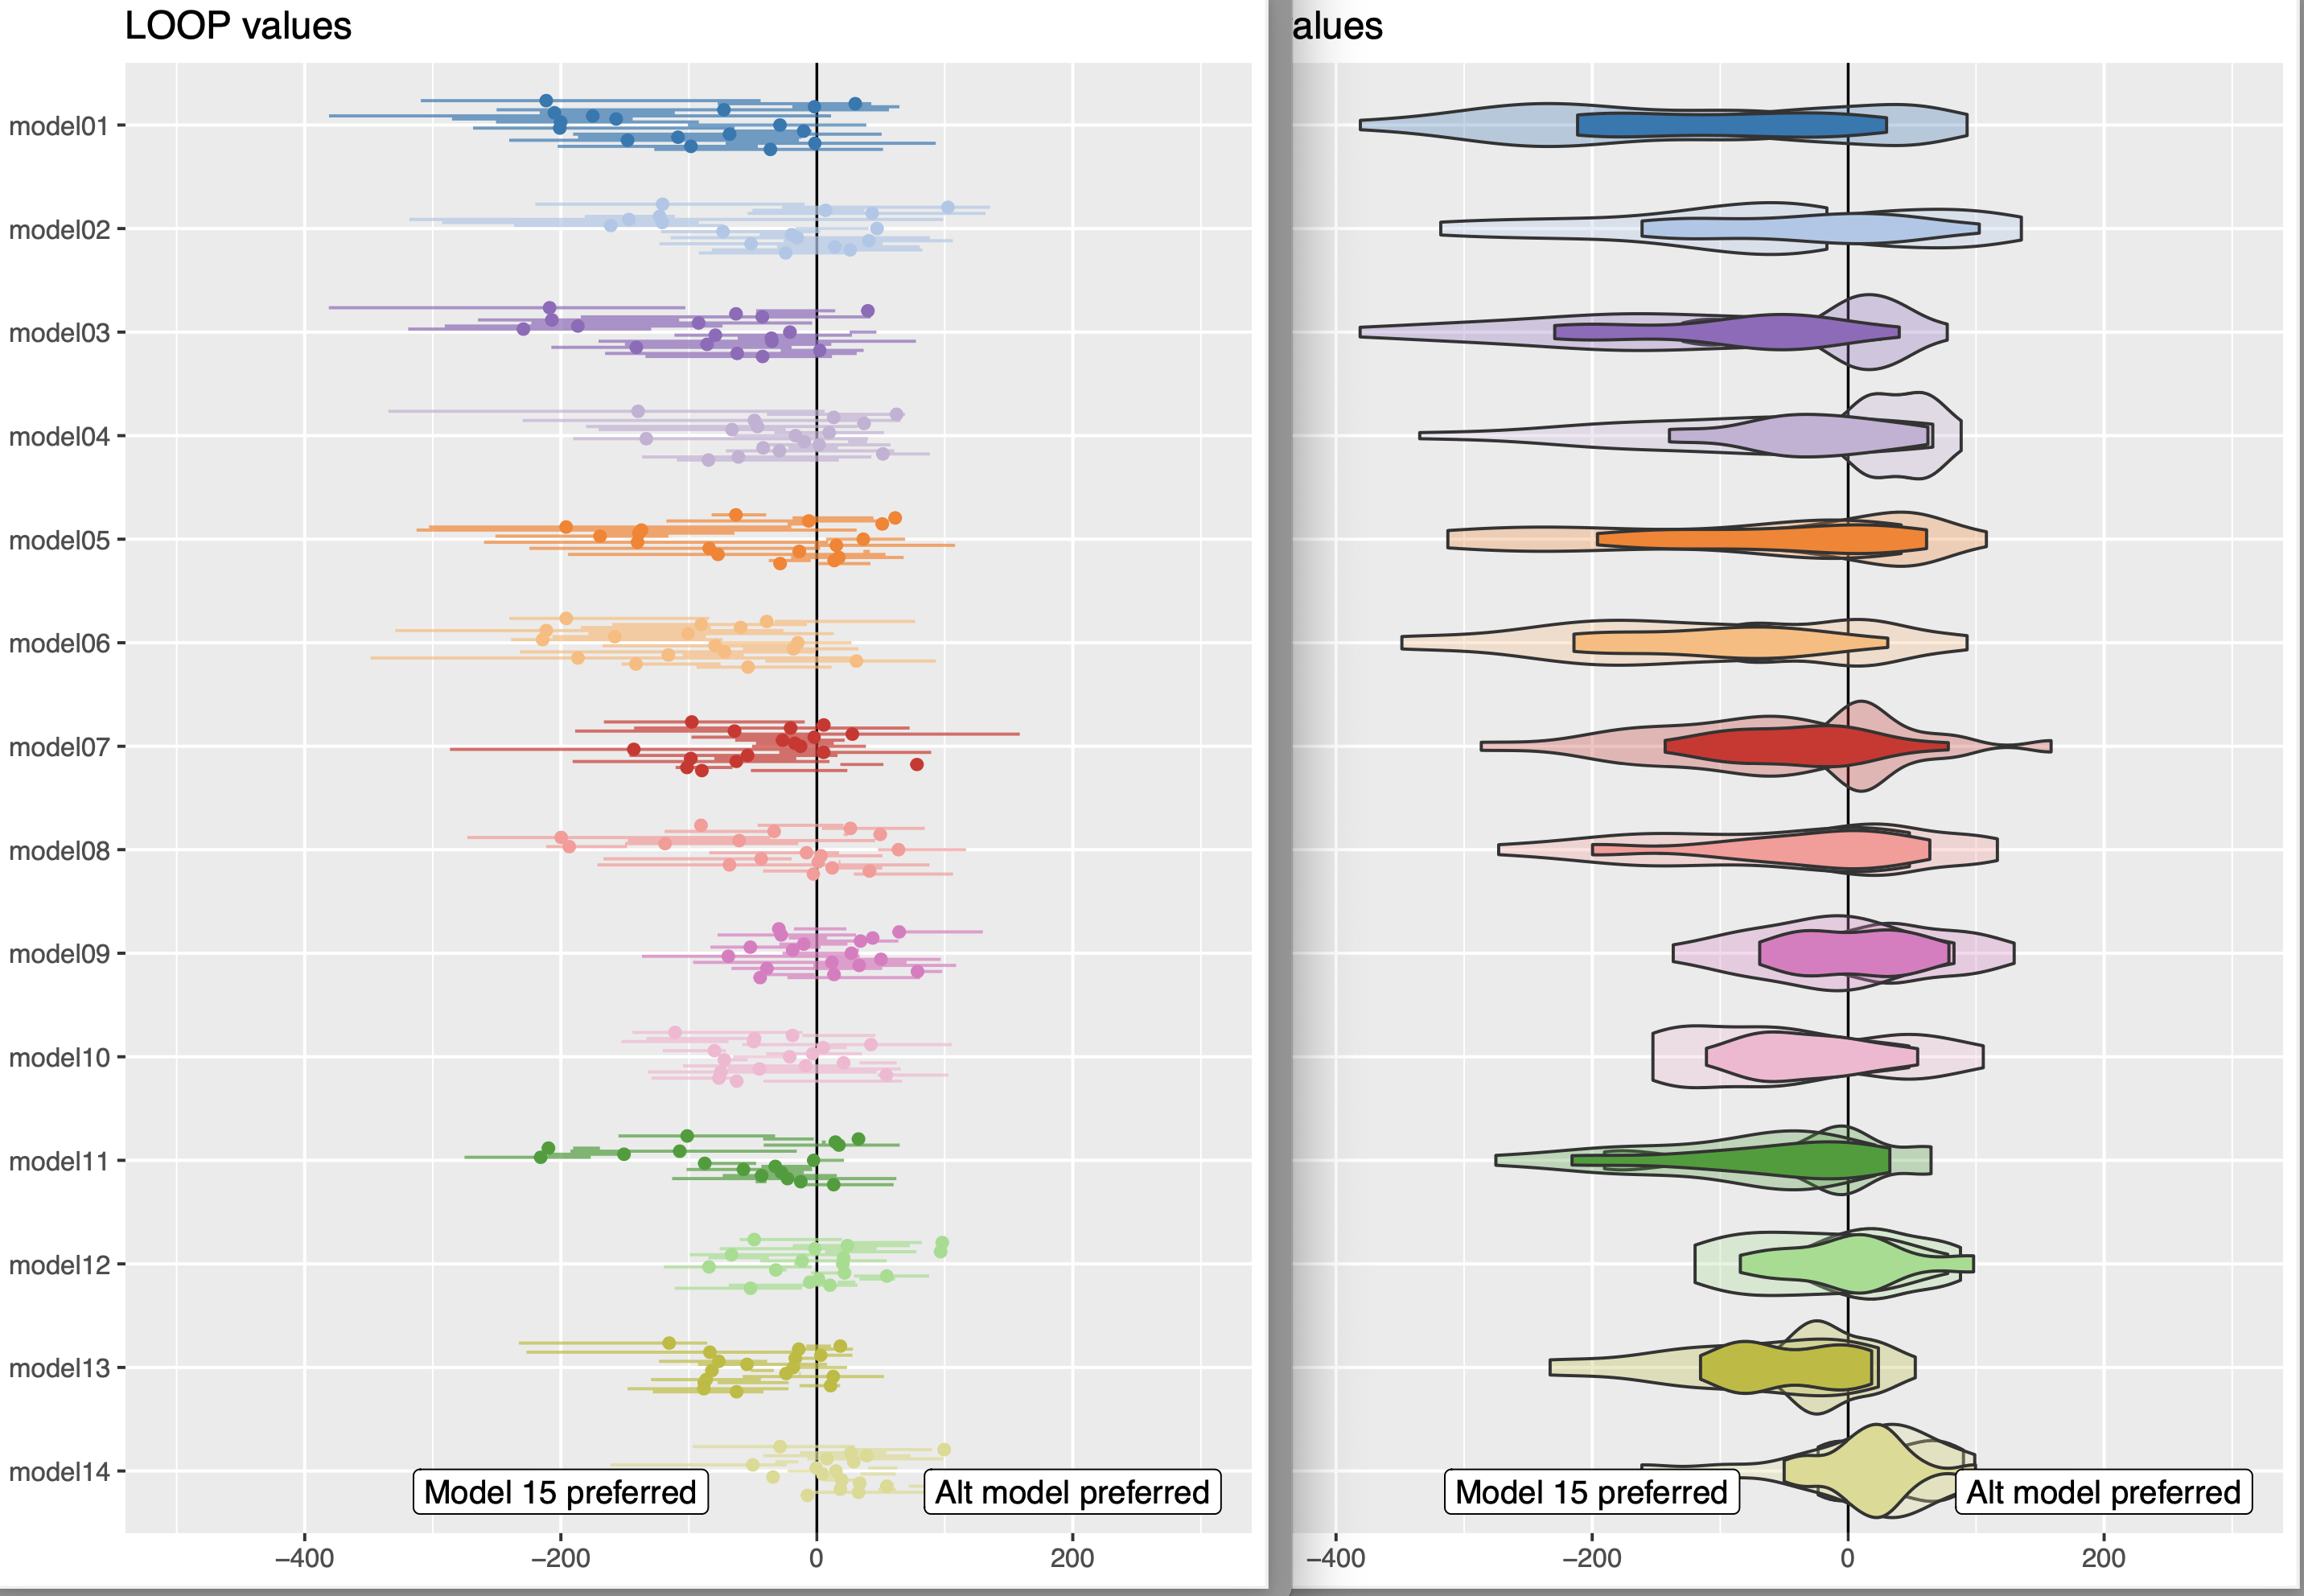 LOOP values
model01
model02
model03
model04
model05
model06
model07
model08
model09
model10
model11
model12
model13
model14
Model 15 preferred
Alt model preferred
−400
−200
0
200
alues
Model 15 preferred
Alt model preferred
−400
−200
0
200